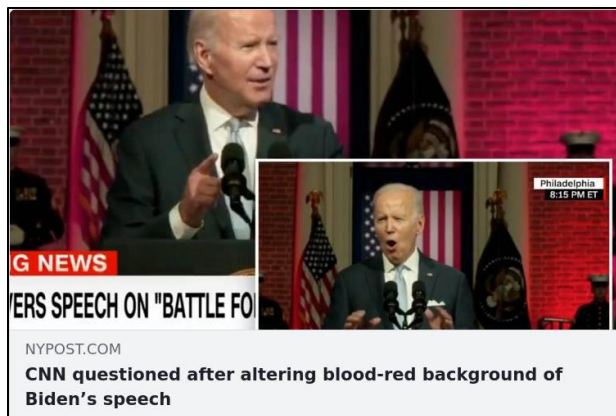 Philadelphia
8:15 PM ET
G NEWS
ERS SPEECH ON "BATTLE FO
NYPOST.COM
CNN questioned after altering blood-red background of
Biden’s speech